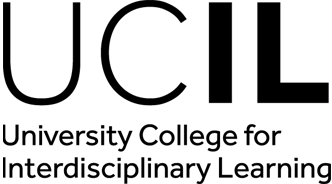 UCIL
University College for
Interdisciplinary Learning